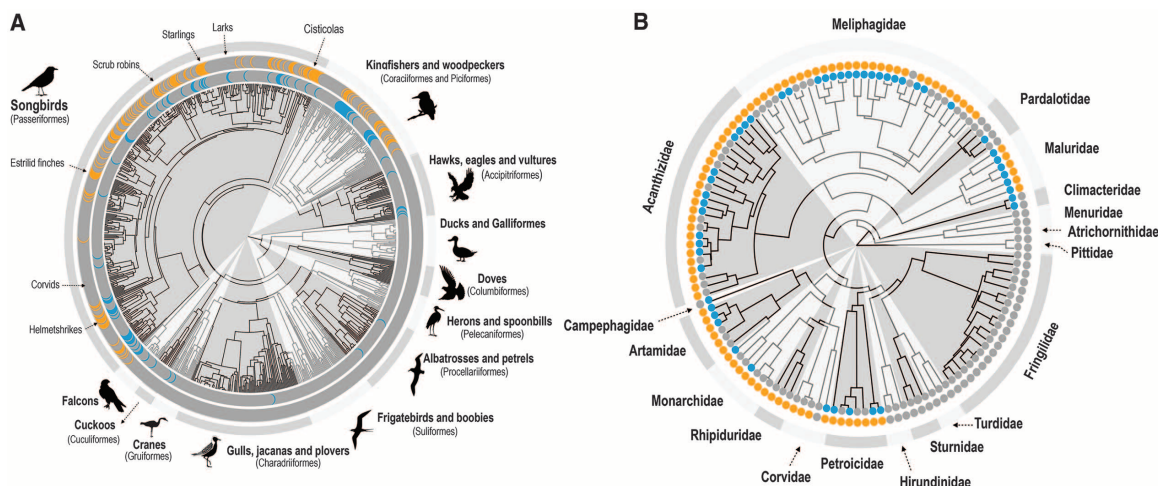 A
Larks
Starlings
Cisticolas
Scrub robins
Kingfishers and woodpeckers
(Coraciiformes and Piciformes)
Songbirds
(Passeriformes)
Estrilid finches
Hawks, eagles and vultures
(Accipitriformes)
Ducks and Galliformes
Doves
(Columbiformes)
Corvids
Herons and spoonbills
(Pelecaniformes)
Helmetshrikes
Albatrosses and petrels
(Procellariiformes)
Falcons
Frigatebirds and boobies
(Suliformes)
Cuckoos
(Cuculiformes)
Cranes
(Gruiformes)
Gulls, jacanas and plovers
(Charadriiformes)
B
Meliphagidae
Pardalotidae
Maluridae
Acanthizidae
Climacteridae
Menuridae
Atrichornithidae
Pittidae
Campephagidae
Artamidae
Fringilidae
Monarchidae
Rhipiduridae
Turdidae
Sturnidae
Corvidae
Petroicidae
Hirundinidae